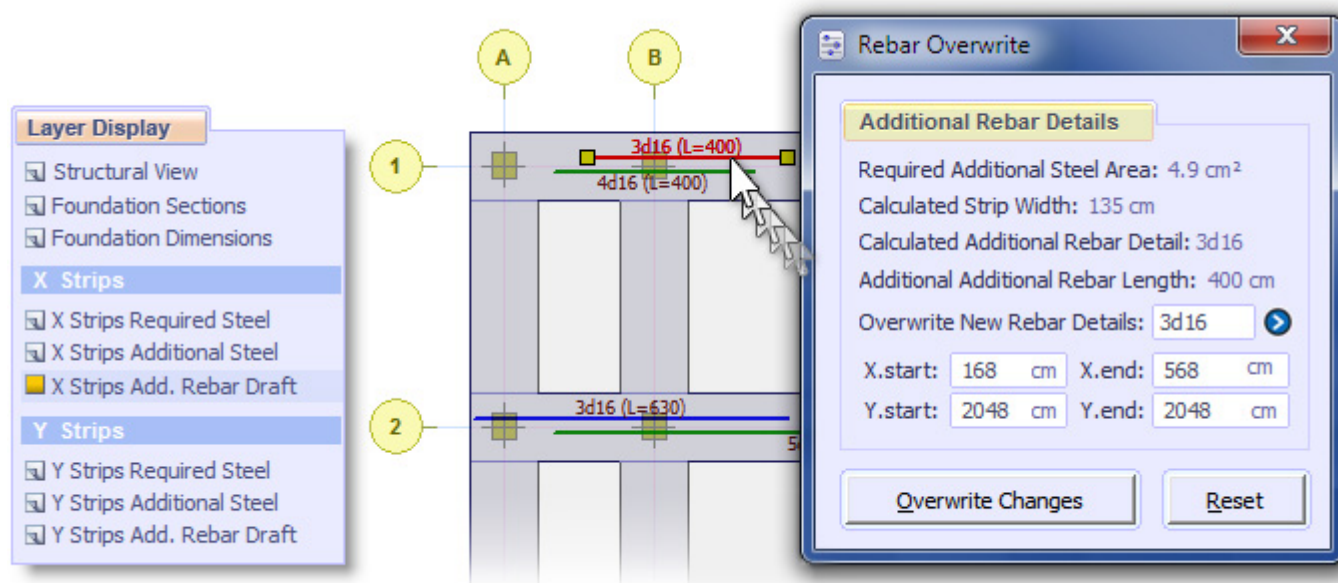 Layer Display
Structural View
Foundation Sections
Foundation Dimensions
X Strips
X Strips Required Steel
X Strips Additional Steel
X Strips Add. Rebar Draft
Y Strips
Y Strips Required Steel
Y Strips Additional Steel
Y Strips Add. Rebar Draft
A
B
1
3d16 (L=400)
4d16 (L=400)
2
3d16 (L=630)
Rebar Overwrite
Additional Rebar Details
Required Additional Steel Area: 4.9 cm²
Calculated Strip Width: 135 cm
Calculated Additional Rebar Detail: 3d16
Additional Additional Rebar Length: 400 cm
Overwrite New Rebar Details: 3d16
X.start: 168 cm X.end: 568 cm
Y.start: 2048 cm Y.end: 2048 cm
Overwrite Changes
Reset